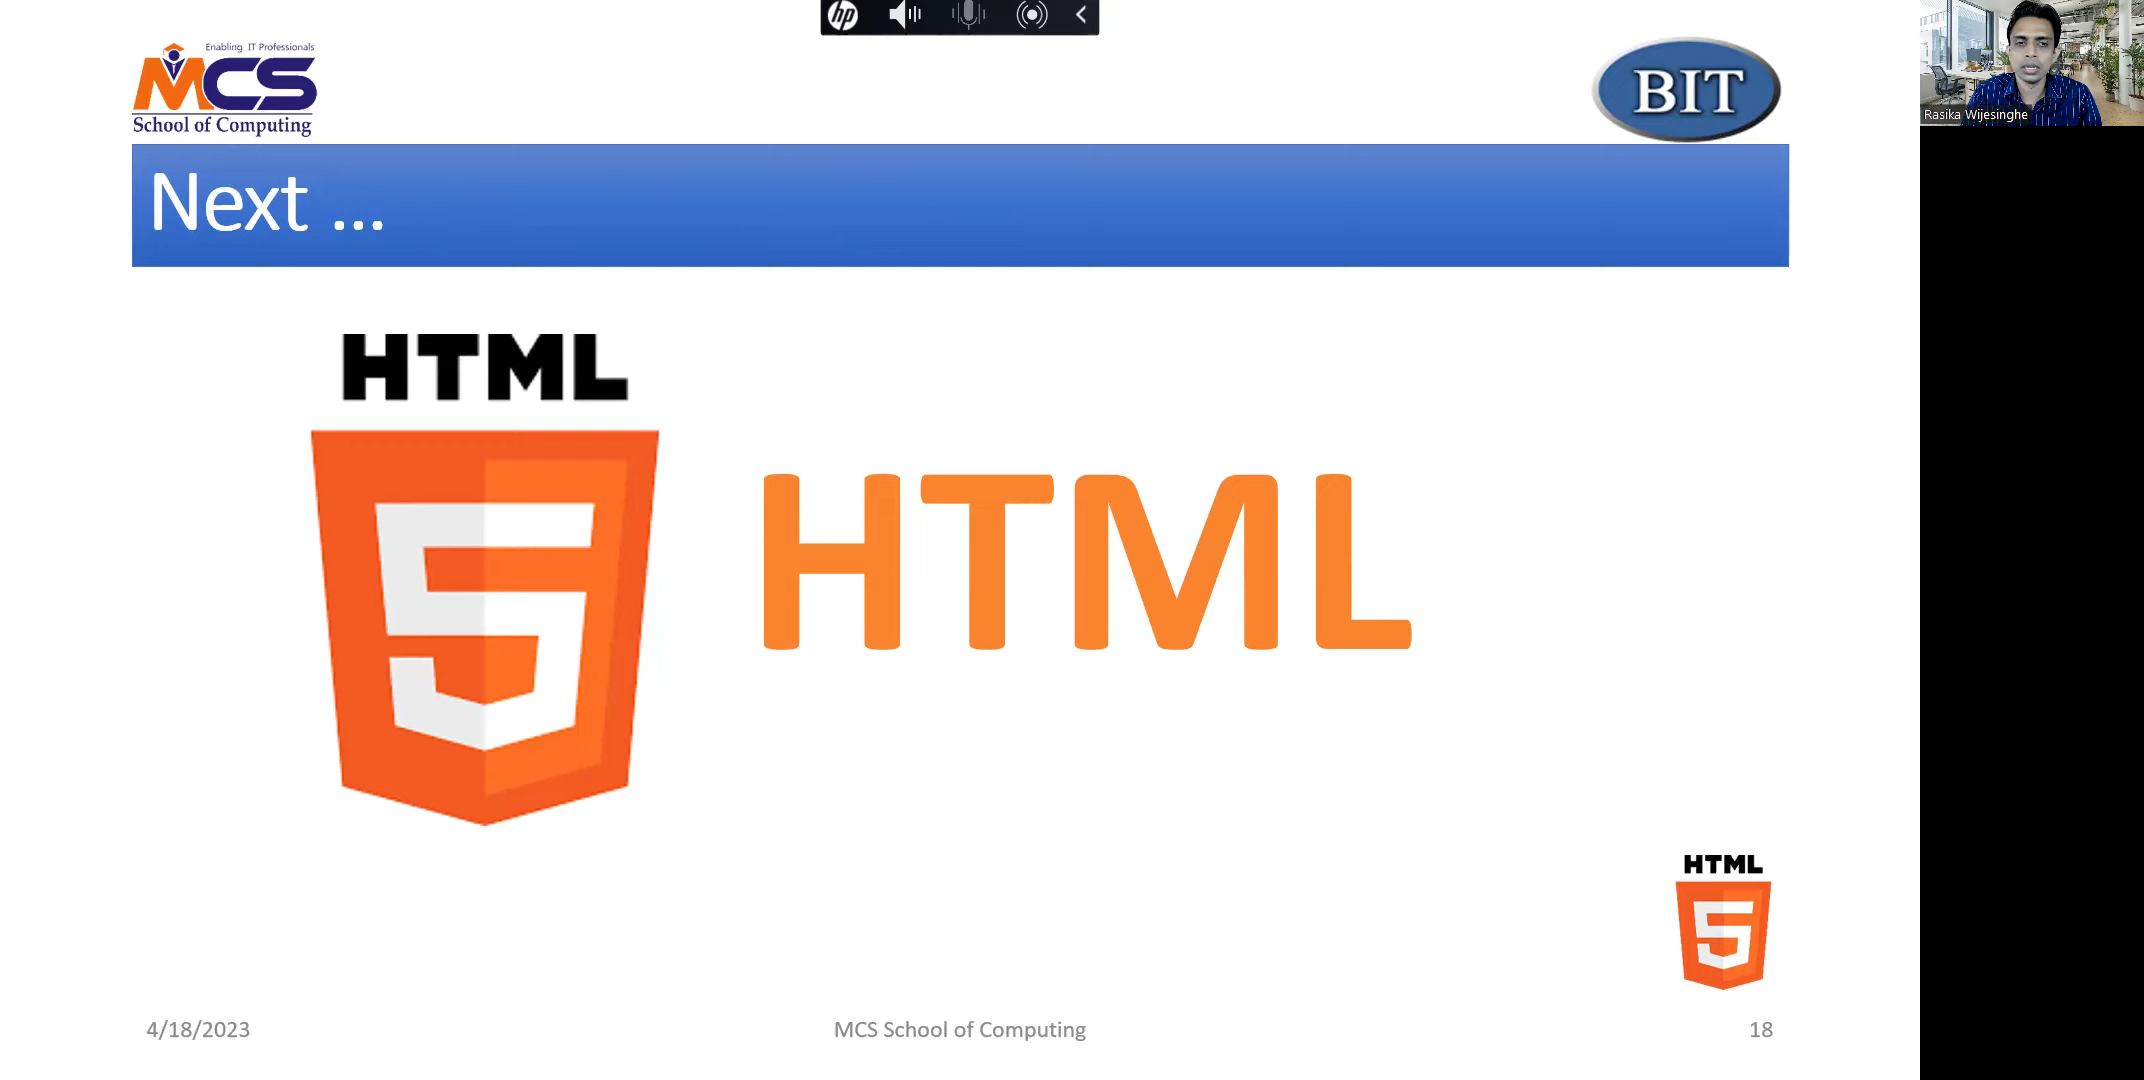 hp
Enabling IT Professionals
MCS
School of Computing
BIT
Rasika Wijesinghe
Next ...
HTML
5
HTML
HTML
5
4/18/2023
MCS School of Computing
18